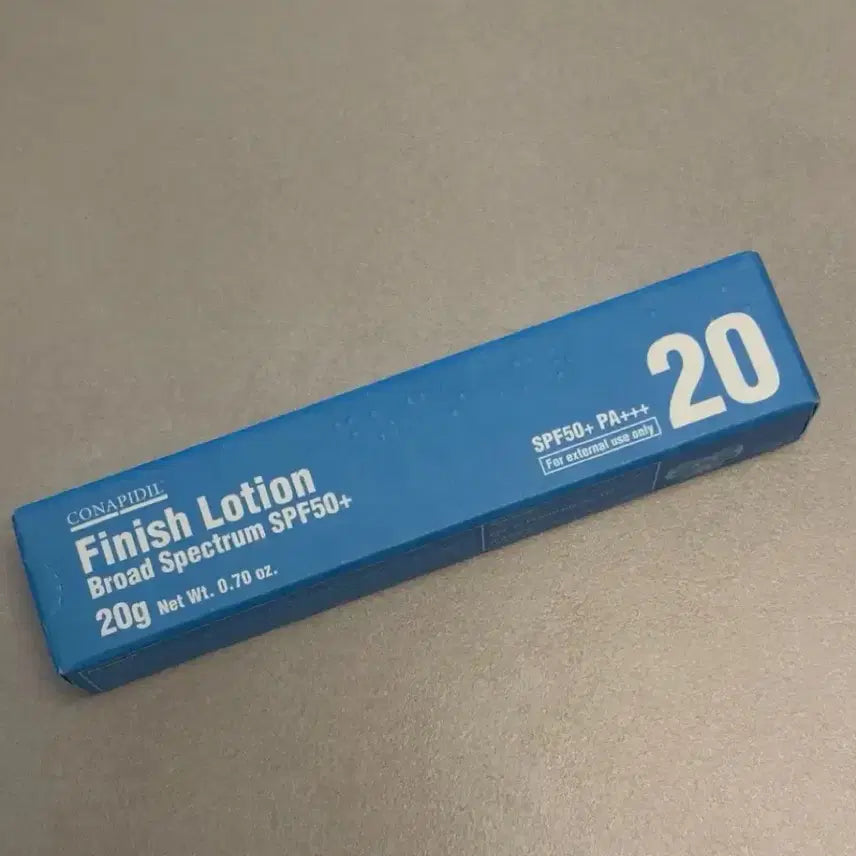 CONAPIDIL
Finish Lotion
Broad Spectrum SPF50+
20g Net Wt. 0.70 oz.
SPF50+ PA+++
For external use only
20